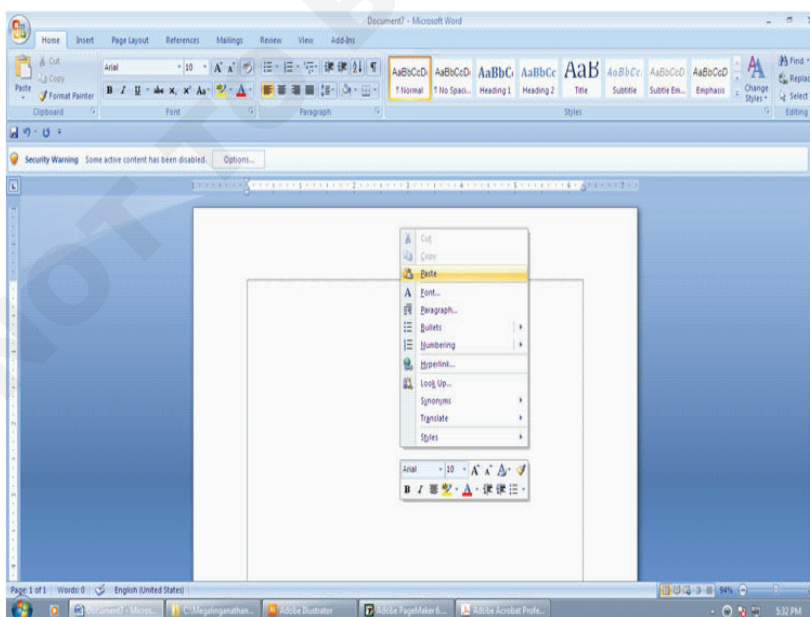 Document7 - Microsoft Word
Home Insert Page Layout References Mailings Review View Add-Ins
Cut
Copy
Paste
Format Painter
Clipboard
Arial 10
Font
Paragraph
AaBbCcD AaBbCcD AaBbC AaBbCc AaB AaBbCc. AaBbCcD AaBbCcD
¶ Normal ¶ No Spaci... Heading 1 Heading 2 Title Subtitle Subtle Em... Emphasis
Change Styles
Styles
Find
Replac
Select
Editing
Security Warning Some active content has been disabled. Options...
Cut
Copy
Paste
Font...
Paragraph...
Bullets
Numbering
Hyperlink...
Look Up...
Synonyms
Translate
Styles
Arial 10
Page: 1 of 1 Words: 0 English (United States) 94%
Document7 - Micros... C:\Megalinganathan... Adobe Illustrator Adobe PageMaker 6.... Adobe Acrobat Profe... 5:32 PM
NOT TO B